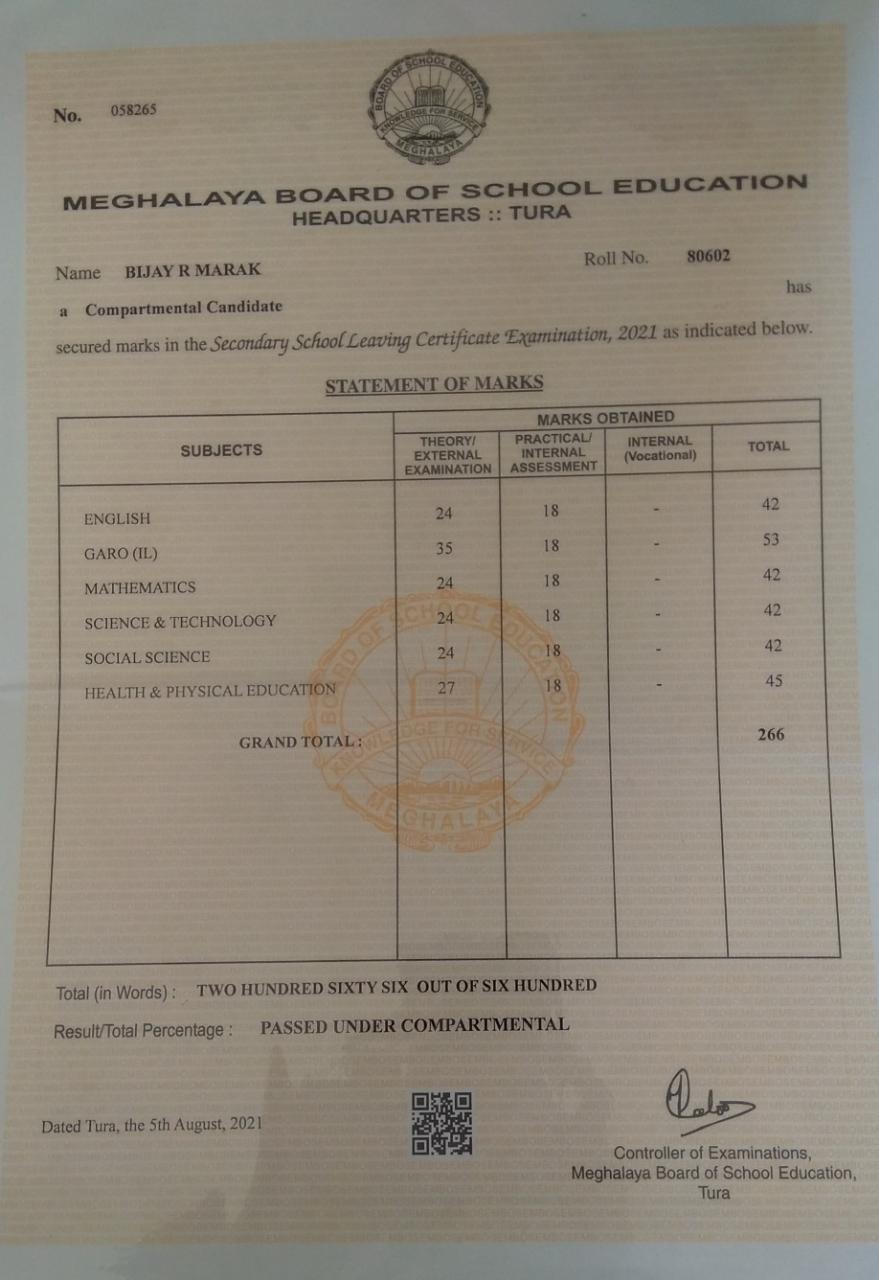 BOARD OF SCHOOL EDUCATION
KNOWLEDGE FOR SERVICE
MEGHALAYA
No. 058265
MEGHALAYA BOARD OF SCHOOL EDUCATION
HEADQUARTERS :: TURA
Name BIJAY R MARAK Roll No. 80602
a Compartmental Candidate has
secured marks in the Secondary School Leaving Certificate Examination, 2021 as indicated below.
STATEMENT OF MARKS
SUBJECTS MARKS OBTAINED
THEORY/ EXTERNAL EXAMINATION PRACTICAL/ INTERNAL ASSESSMENT INTERNAL (Vocational) TOTAL
ENGLISH 24 18 - 42
GARO (IL) 35 18 - 53
MATHEMATICS 24 18 - 42
SCIENCE & TECHNOLOGY 24 18 - 42
SOCIAL SCIENCE 24 18 - 42
HEALTH & PHYSICAL EDUCATION 27 18 - 45
GRAND TOTAL : 266
BOARD OF SCHOOL EDUCATION
KNOWLEDGE FOR SERVICE
MEGHALAYA
Total (in Words) : TWO HUNDRED SIXTY SIX OUT OF SIX HUNDRED
Result/Total Percentage : PASSED UNDER COMPARTMENTAL
Dated Tura, the 5th August, 2021
Controller of Examinations,
Meghalaya Board of School Education,
Tura